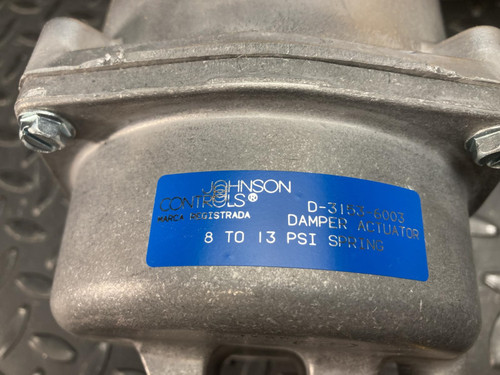 JOHNSON
CONTROLS®
MARCA REGISTRADA
D-3153-6003
DAMPER ACTUATOR
8 TO 13 PSI SPRING